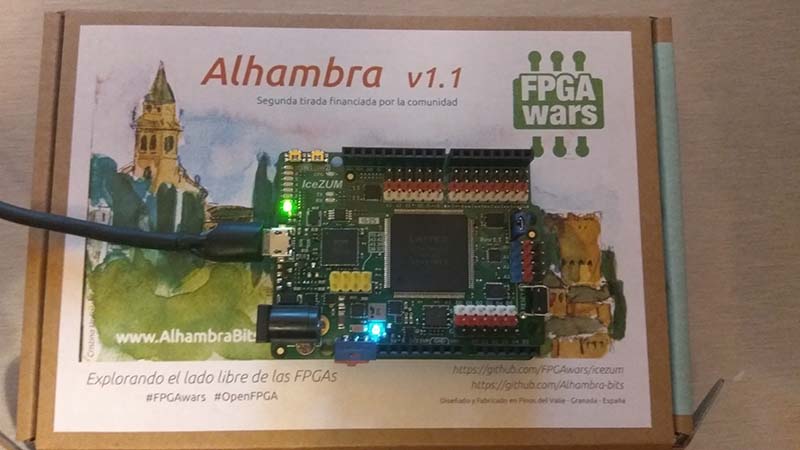 Alhambra v1.1
Segunda tirada financiada por la comunidad
FPGA
wars
IceZUM
www.AlhambraBit
Explorando el lado libre de las FPGAs
#FPGAwars #OpenFPGA
https://github.com/FPGAwars/icezum
https://github.com/Alhambra-bits
Diseñado y Fabricado en Pinos del Valle - Granada - España